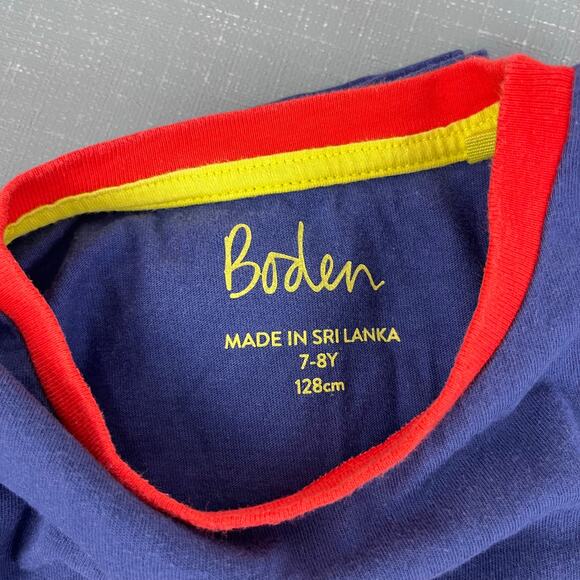 Boden
MADE IN SRI LANKA
7-8Y
128cm